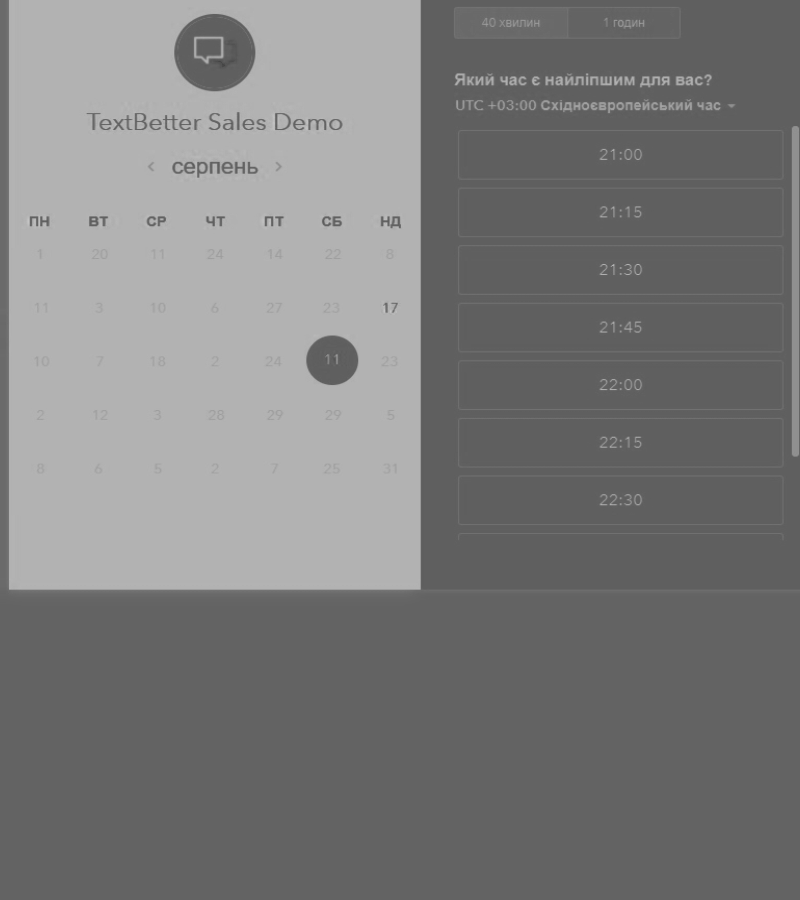 TextBetter Sales Demo
серпень
ПН ВТ СР ЧТ ПТ СБ НД
1 20 11 24 14 22 8
11 3 10 6 27 23 17
10 7 18 2 24 11 23
2 12 3 28 29 29 5
8 6 5 2 7 25 31
40 хвилин 1 годин
Який час є найліпшим для вас?
UTC +03:00 Східноєвропейський час
21:00
21:15
21:30
21:45
22:00
22:15
22:30